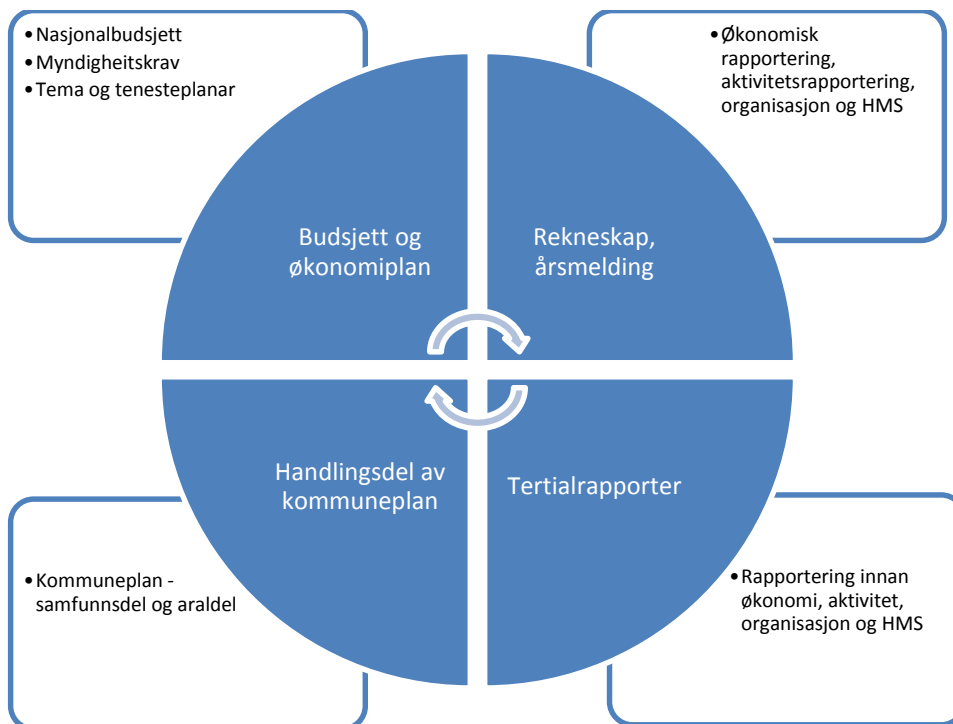 •Nasjonalbudsjett
•Myndigheitskrav
•Tema og tenesteplanar
•Økonomisk
rapportering,
aktivitetsrapportering,
organisasjon og HMS
Budsjett og
økonomiplan
Rekneskap,
årsmelding
Handlingsdel av
kommuneplan
Tertialrapporter
•Kommuneplan -
samfunnsdel og araldel
•Rapportering innan
økonomi, aktivitet,
organisasjon og HMS